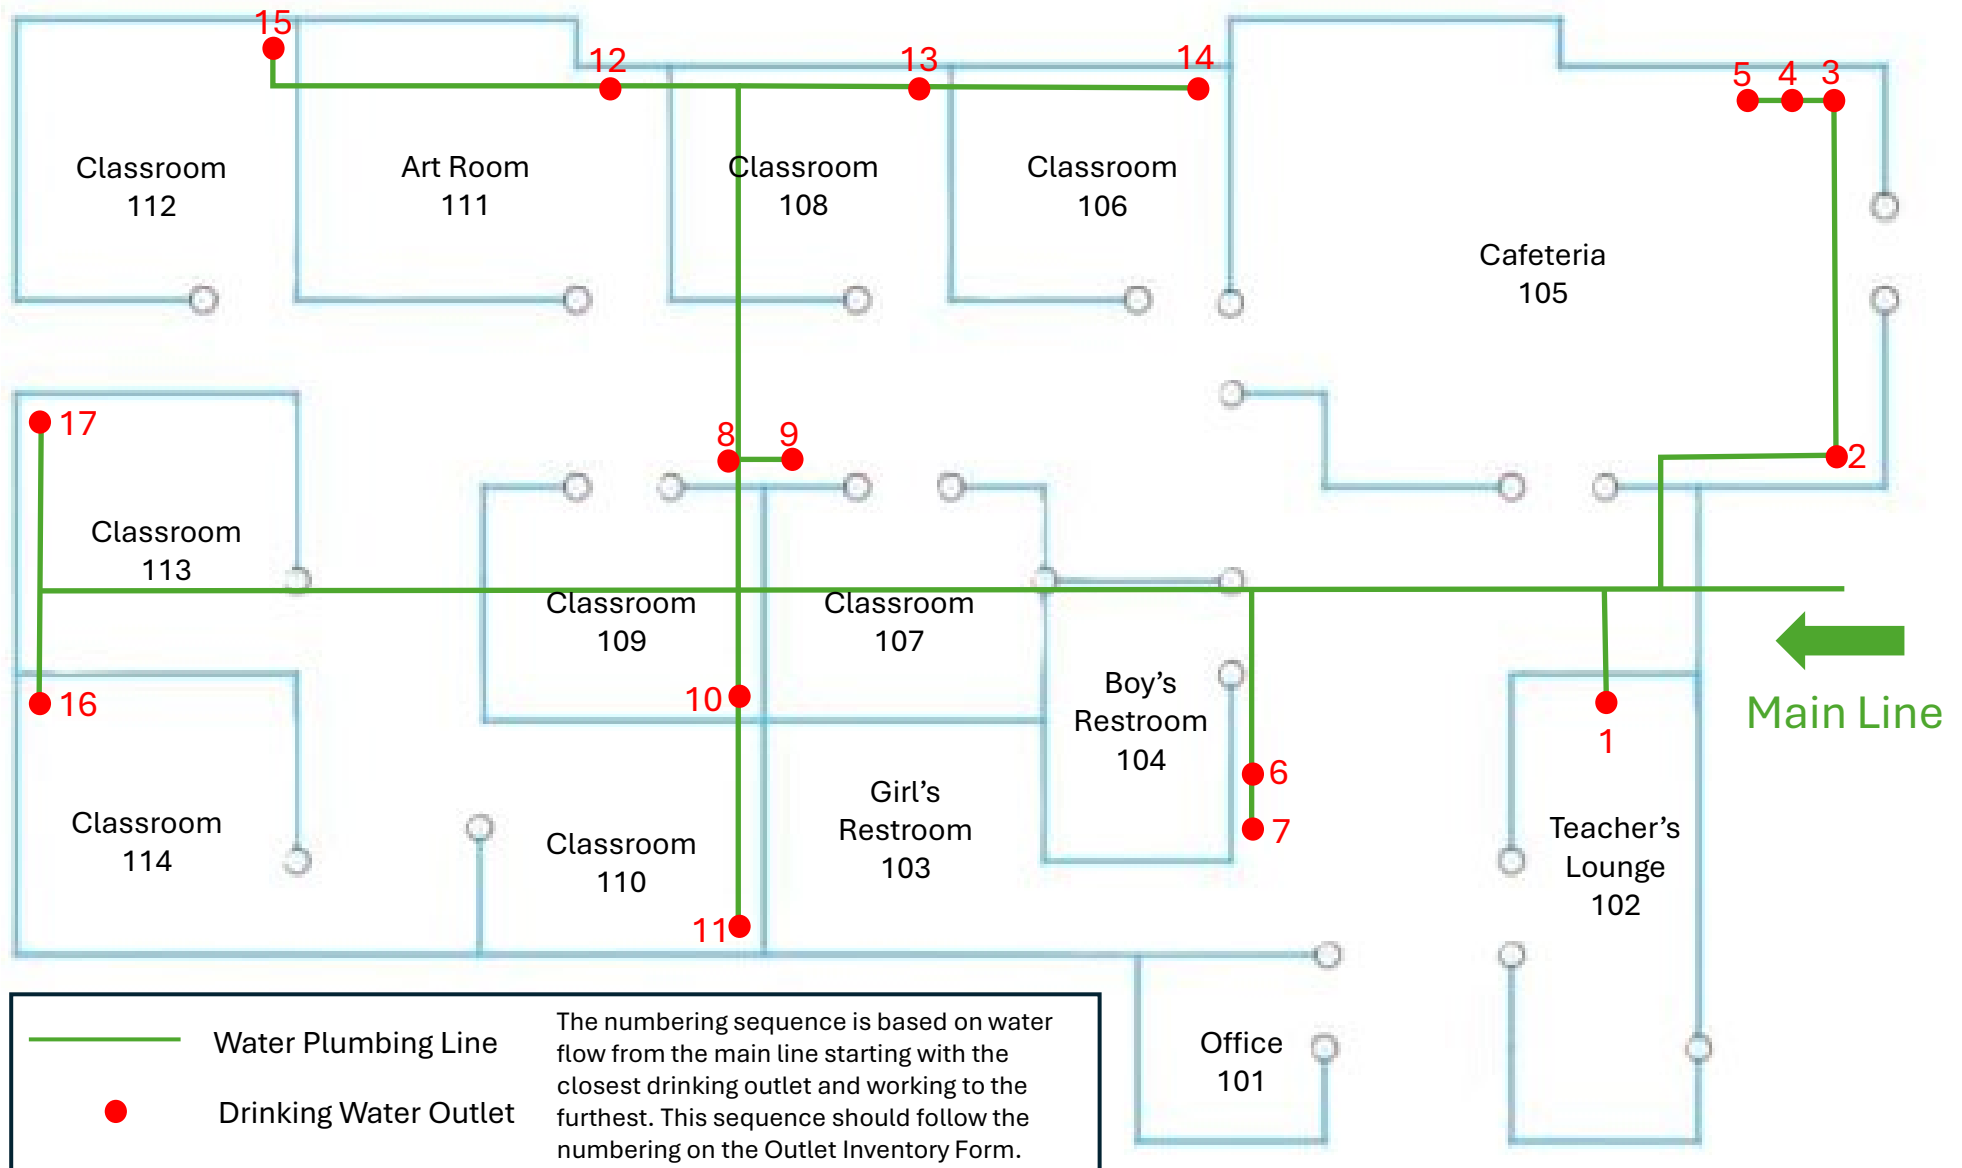 15
12
13
14
5
4
3
Classroom
112
Art Room
111
Classroom
108
Classroom
106
Cafeteria
105
17
8
9
2
Classroom
113
Classroom
109
Classroom
107
16
10
Boy's
Restroom
104
6
7
1
Main Line
Classroom
114
Classroom
110
11
Girl's
Restroom
103
Teacher's
Lounge
102
Office
101
Water Plumbing Line
Drinking Water Outlet
The numbering sequence is based on water
flow from the main line starting with the
closest drinking outlet and working to the
furthest. This sequence should follow the
numbering on the Outlet Inventory Form.